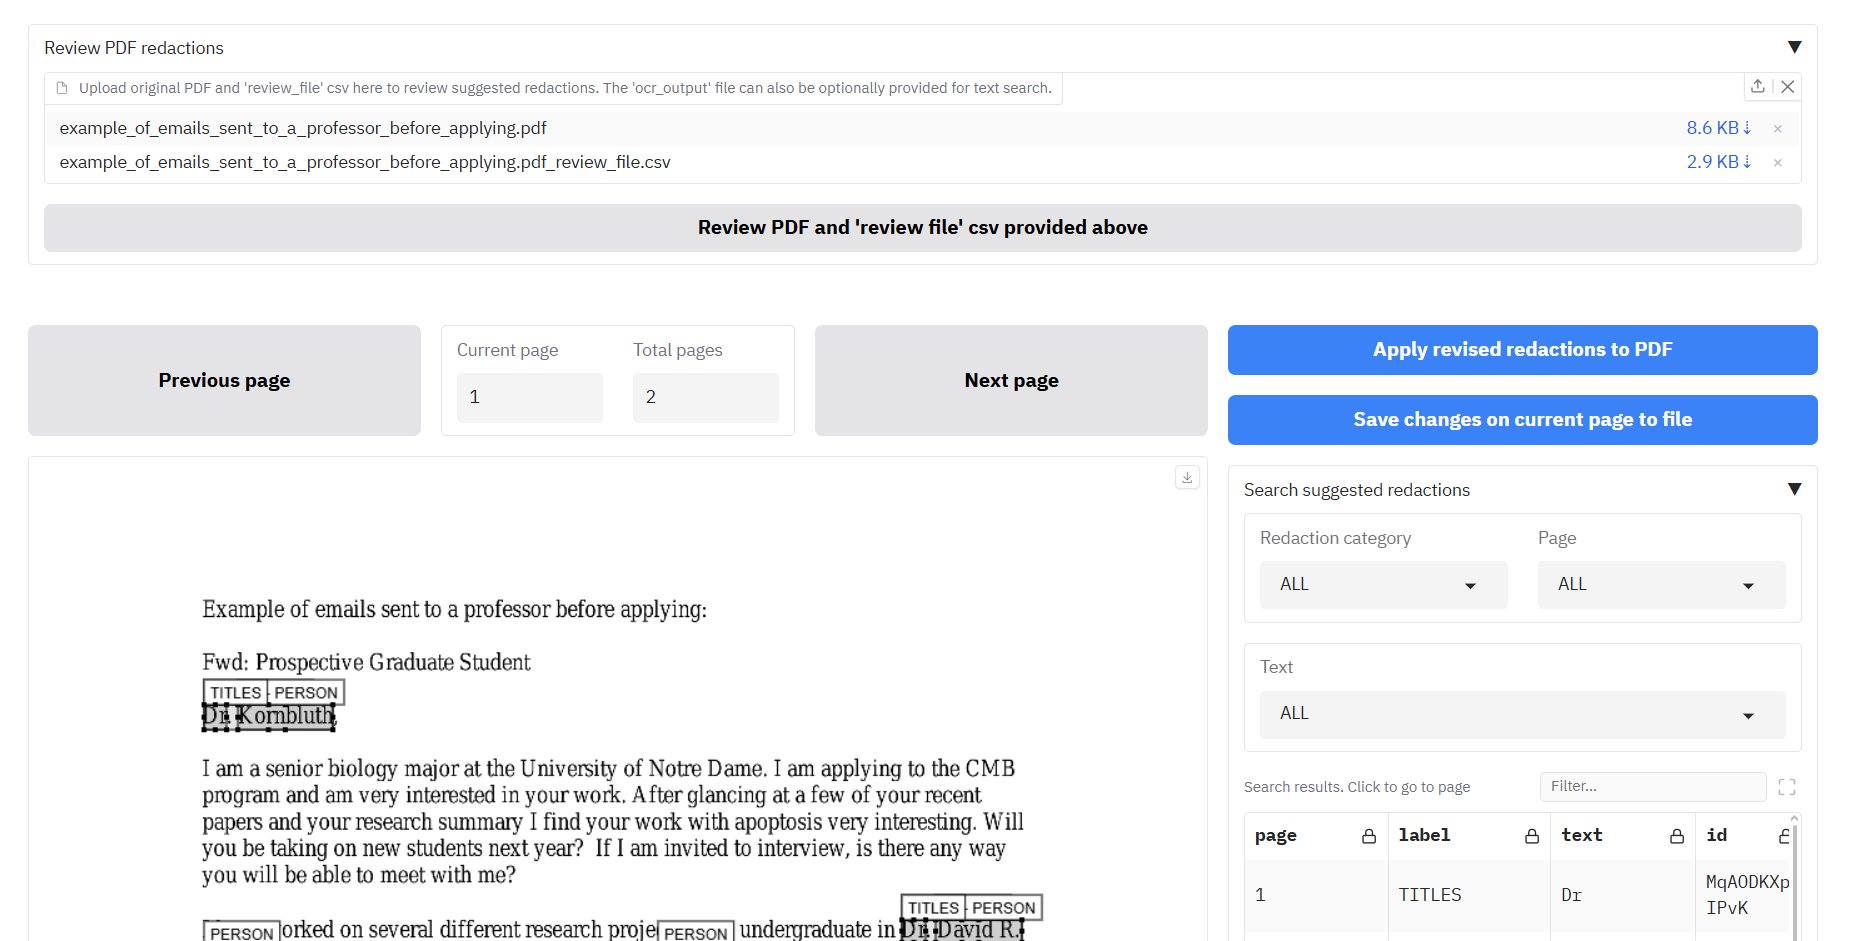 Review PDF redactions ▼
Upload original PDF and 'review_file' csv here to review suggested redactions. The 'ocr_output' file can also be optionally provided for text search.
example_of_emails_sent_to_a_professor_before_applying.pdf 8.6 KB ⇣ ×
example_of_emails_sent_to_a_professor_before_applying.pdf_review_file.csv 2.9 KB ⇣ ×
Review PDF and 'review file' csv provided above
Previous page
Current page
1
Total pages
2
Next page
Apply revised redactions to PDF
Save changes on current page to file
Example of emails sent to a professor before applying:
Fwd: Prospective Graduate Student
TITLES PERSON
Dr. Kornbluth,
I am a senior biology major at the University of Notre Dame. I am applying to the CMB
program and am very interested in your work. After glancing at a few of your recent
papers and your research summary I find your work with apoptosis very interesting. Will
you be taking on new students next year? If I am invited to interview, is there any way
you will be able to meet with me?
TITLES PERSON
PERSON orked on several different research proje PERSON undergraduate in Dr. David R.
Search suggested redactions ▼
Redaction category
ALL
Page
ALL
Text
ALL
Search results. Click to go to page
Filter...
page label text id
1 TITLES Dr MqAODKXp
IPvK